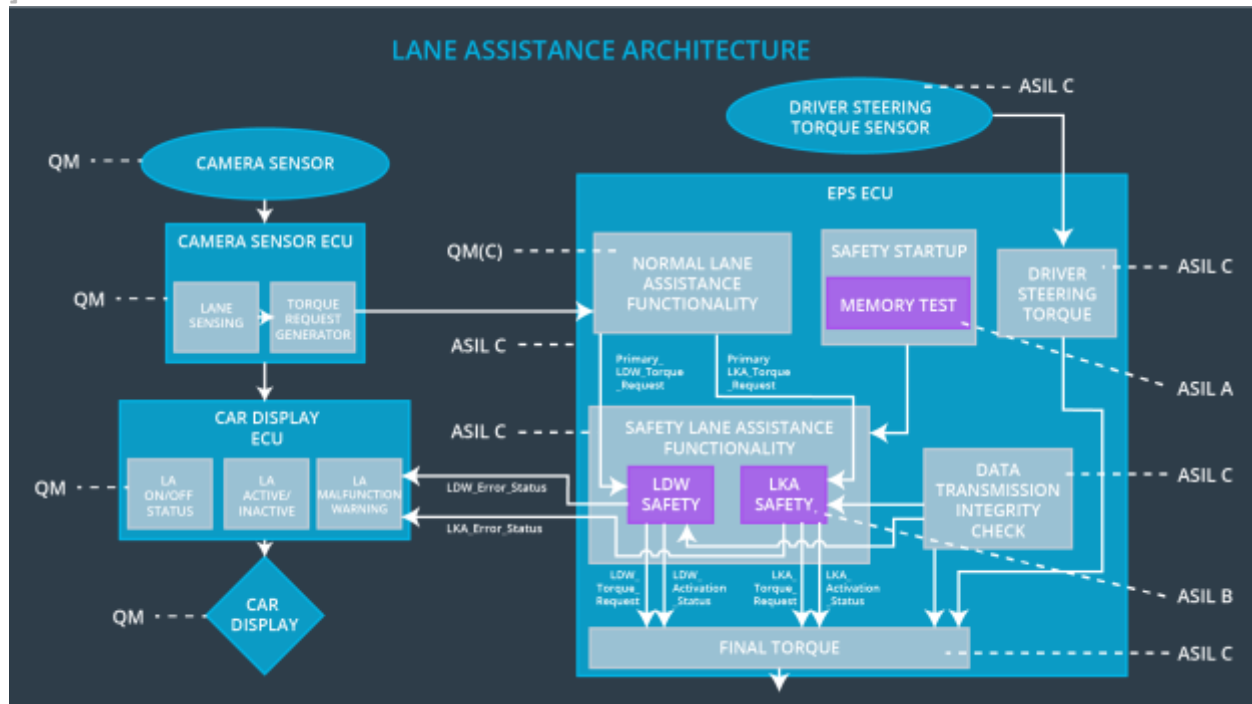 LANE ASSISTANCE ARCHITECTURE
ASIL C
DRIVER STEERING
TORQUE SENSOR
QM
CAMERA SENSOR
EPS ECU
CAMERA SENSOR ECU
QM
LANE
SENSING
TORQUE
REQUEST
GENERATOR
QM(C)
NORMAL LANE
ASSISTANCE
FUNCTIONALITY
SAFETY STARTUP
MEMORY TEST
DRIVER
STEERING
TORQUE
ASIL C
ASIL C
Primary_
LDW_Torque
_Request
Primary
LKA_Torque
_Request
ASIL A
CAR DISPLAY
ECU
ASIL C
SAFETY LANE ASSISTANCE
FUNCTIONALITY
QM
LA
ON/OFF
STATUS
LA
ACTIVE/
INACTIVE
LA
MALFUNCTION
WARNING
LDW_Error_Status
LKA_Error_Status
LDW
SAFETY
LKA
SAFETY
DATA
TRANSMISSION
INTEGRITY
CHECK
ASIL C
LDW_
Torque_
Request
LDW_
Activation
_Status
LKA_
Torque_
Request
LKA_
Activation
_Status
ASIL B
QM
CAR
DISPLAY
FINAL TORQUE
ASIL C